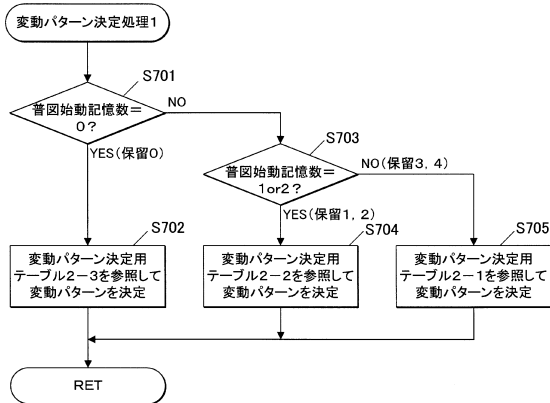 変動パターン決定処理1
S701
普図始動記憶数=
0?
NO
YES(保留0)
S703
普図始動記憶数=
1or2?
NO(保留3,4)
YES(保留1,2)
S702
変動パターン決定用
テーブル2-3を参照して
変動パターンを決定
S704
変動パターン決定用
テーブル2-2を参照して
変動パターンを決定
S705
変動パターン決定用
テーブル2-1を参照して
変動パターンを決定
RET